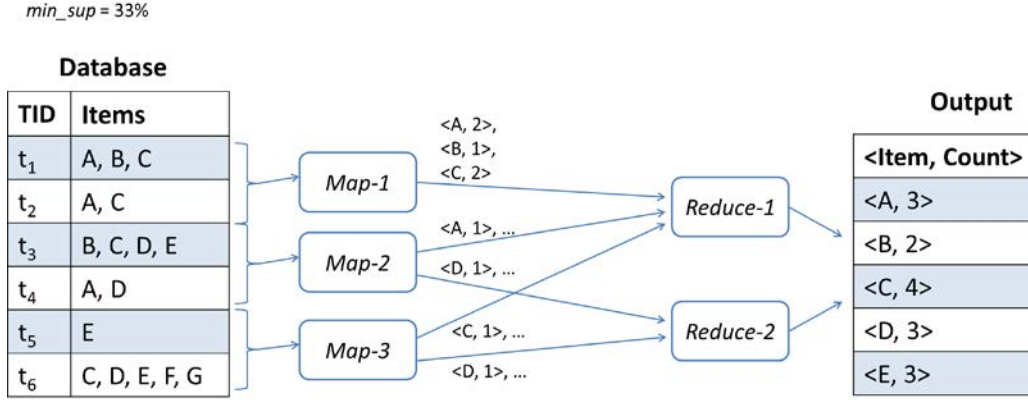 min_sup = 33%
Database
TID Items
t1 A, B, C
t2 A, C
t3 B, C, D, E
t4 A, D
t5 E
t6 C, D, E, F, G
Map-1
Map-2
Map-3
<A, 2>,
<B, 1>,
<C, 2>
<A, 1>, ...
<D, 1>, ...
<C, 1>, ...
<D, 1>, ...
Reduce-1
Reduce-2
Output
<Item, Count>
<A, 3>
<B, 2>
<C, 4>
<D, 3>
<E, 3>